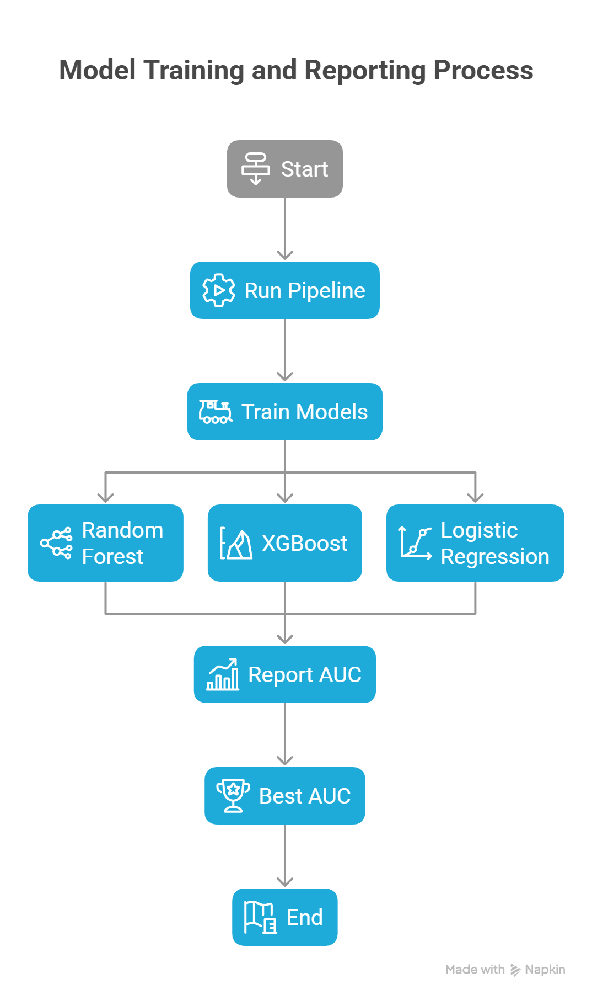 Model Training and Reporting Process
Start
Run Pipeline
Train Models
Random
Forest
XGBoost
Logistic
Regression
Report AUC
Best AUC
End
Made with Napkin